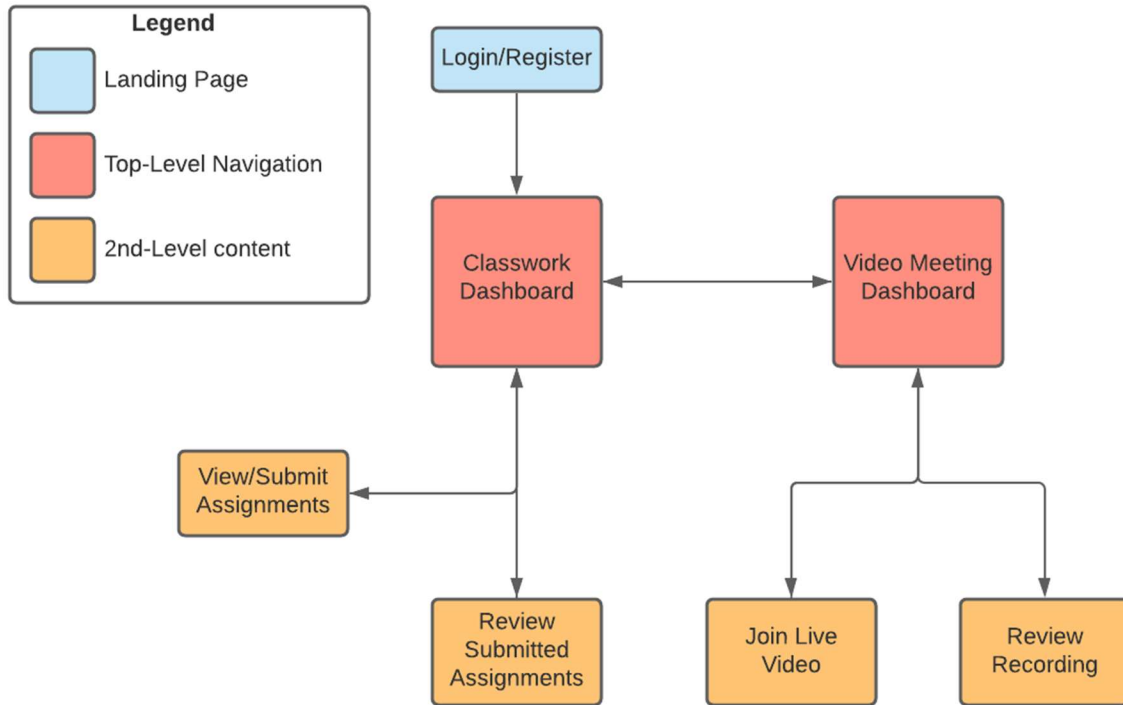 Legend
Landing Page
Top-Level Navigation
2nd-Level content
Login/Register
Classwork
Dashboard
Video Meeting
Dashboard
View/Submit
Assignments
Review
Submitted
Assignments
Join Live
Video
Review
Recording